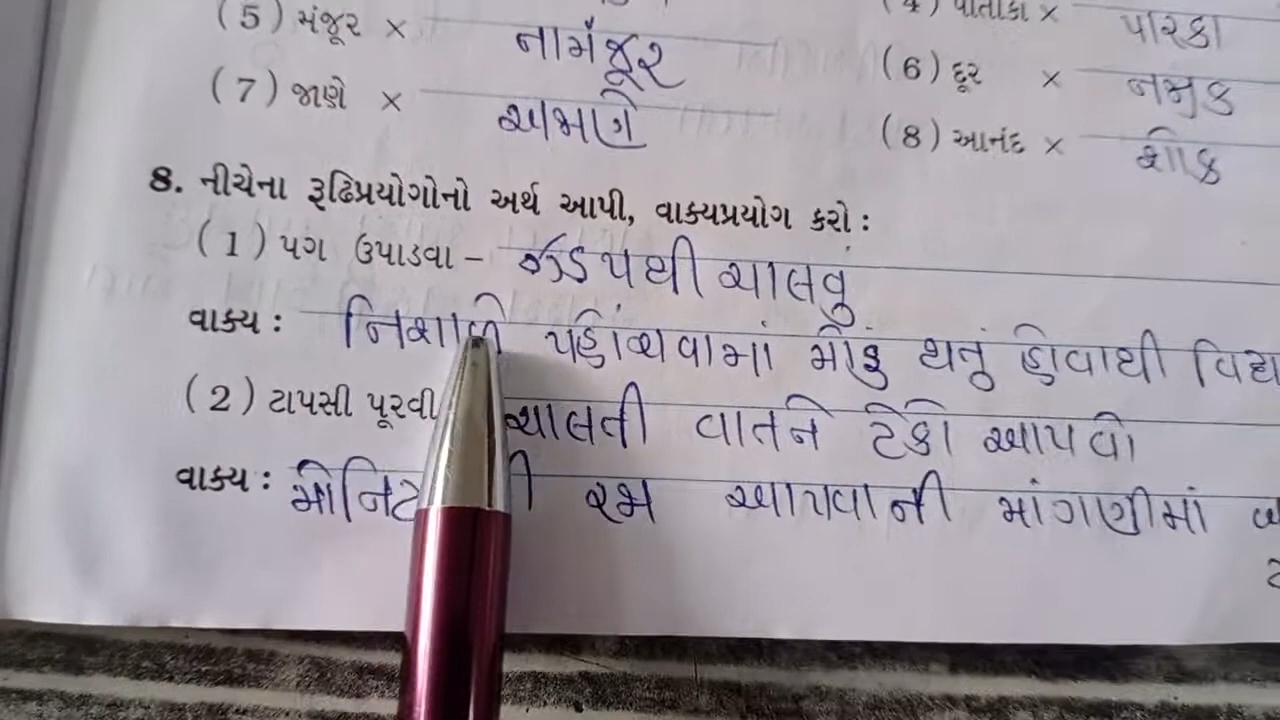 (5) મંજૂર × નામંજૂર
પોતીકા × પારકા
(6) દૂર × નજીક
(7) જાણે × અજાણે
(8) આનંદ × શોક
8. નીચેના રૂઢિપ્રયોગોનો અર્થ આપી, વાક્યપ્રયોગ કરો :
(1) પગ ઉપાડવા - ઝડપથી ચાલવુ
વાક્ય : નિશાળે પહોંચવામાં મોડુ થતું હોવાથી
(2) ટાપસી પૂરવી ચાલતી વાતને ટેકો આપવો
વાક્ય : રમ આપવાની માંગણીમાં